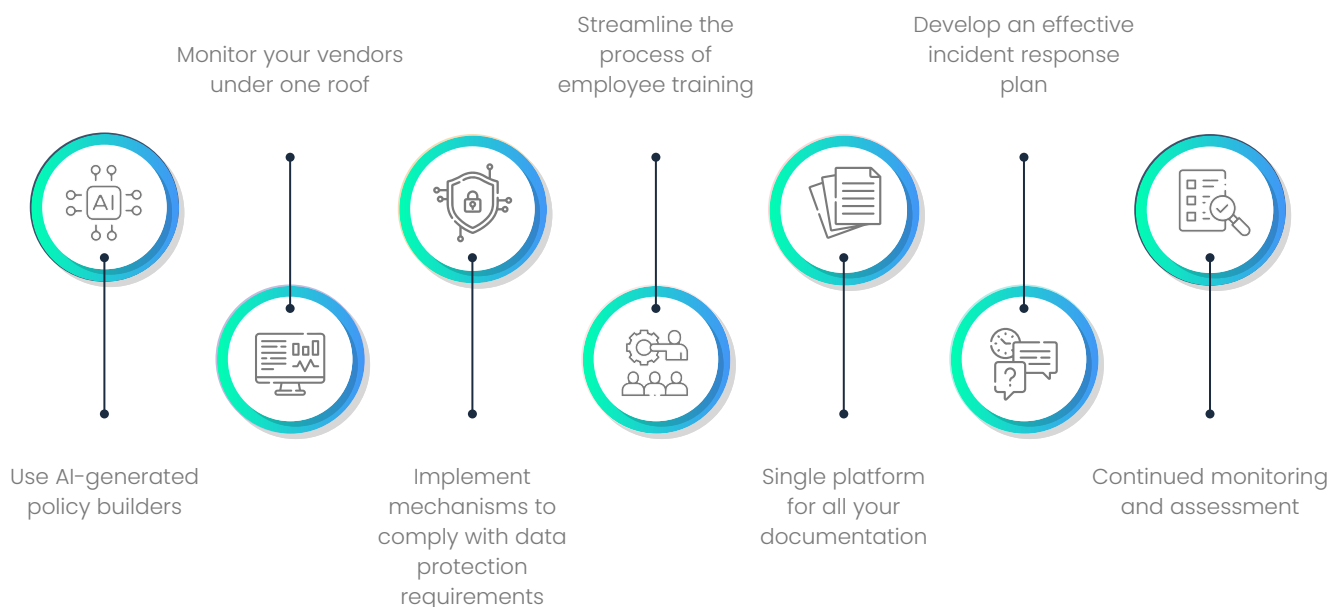 Use AI-generated
policy builders
Monitor your vendors
under one roof
Implement
mechanisms to
comply with data
protection
requirements
Streamline the
process of
employee training
Single platform
for all your
documentation
Develop an effective
incident response
plan
Continued monitoring
and assessment
AI
?